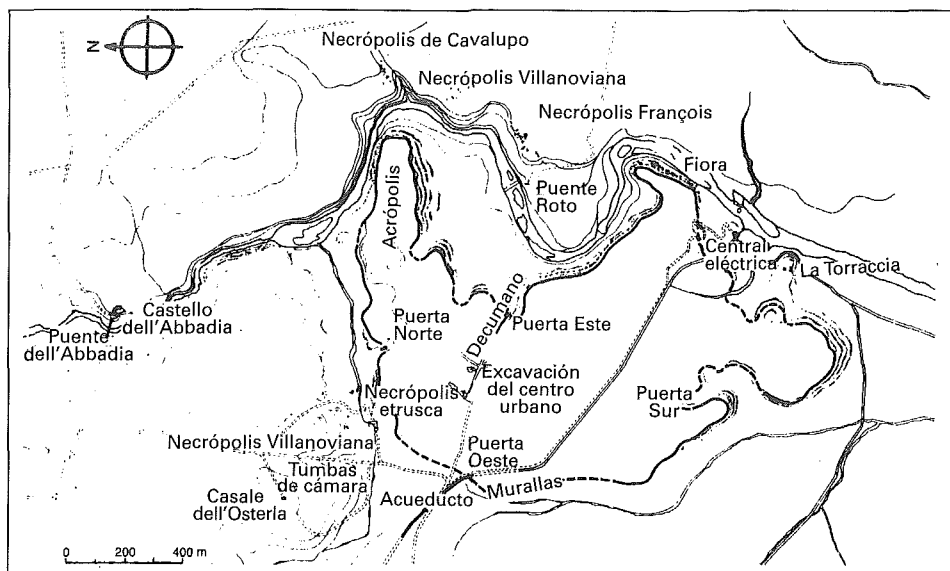 N
Necrópolis de Cavalupo
Necrópolis Villanoviana
Necrópolis François
Fiora
Puente
Roto
Acrópolis
Central
eléctrica
La Torraccia
Castello
dell'Abbadia
Puente
dell'Abbadia
Puerta
Norte
Decumano
Puerta Este
Excavación
del centro
urbano
Puerta
Sur
Necrópolis
etrusca
Necrópolis Villanoviana
Tumbas
de cámara
Puerta
Oeste
Casale
dell'Osterla
Acueducto
Murallas
0 200 400 m